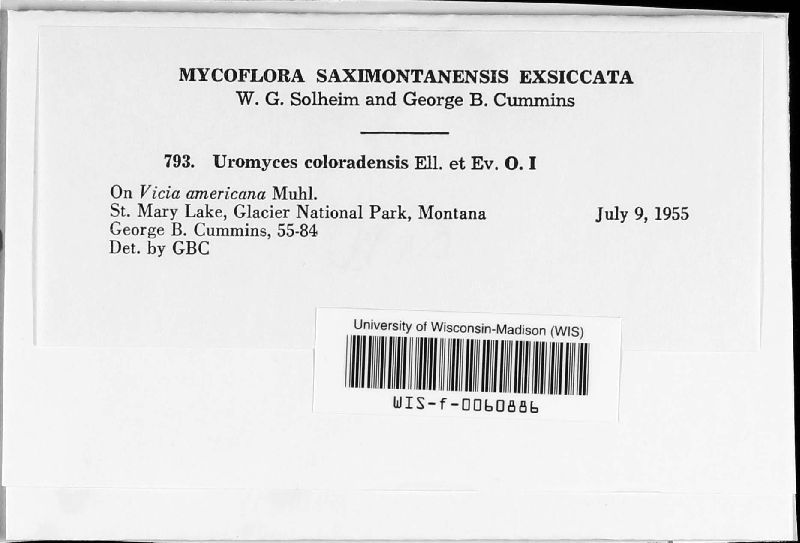 MYCOFLORA SAXIMONTANENSIS EXSICCATA
W. G. Solheim and George B. Cummins
793. Uromyces coloradensis Ell. et Ev. O. I
On Vicia americana Muhl.
St. Mary Lake, Glacier National Park, Montana July 9, 1955
George B. Cummins, 55-84
Det. by GBC
University of Wisconsin-Madison (WIS)
WIS-f-0060886